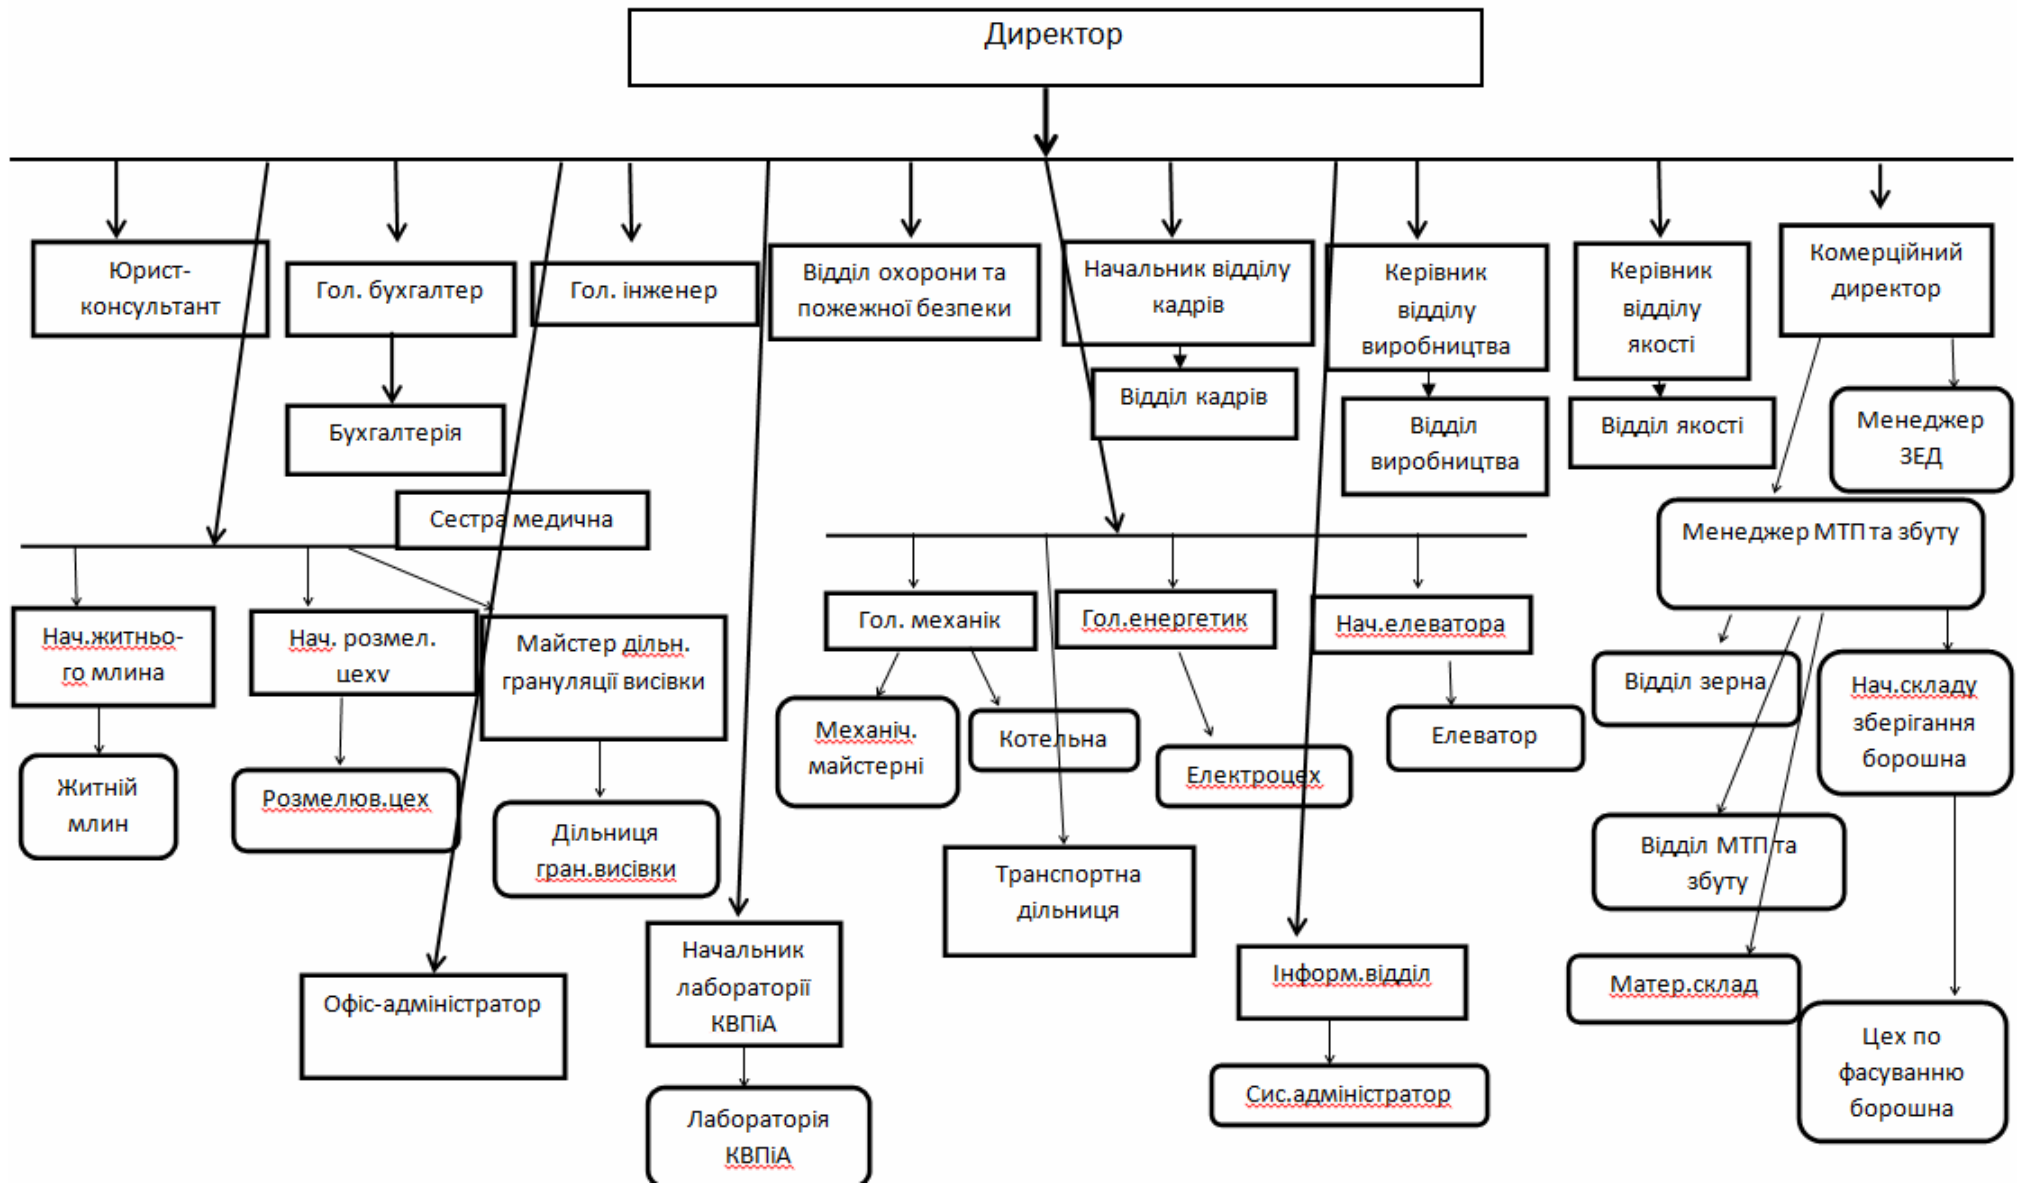 Директор
Юрист-
консультант
Гол. бухгалтер
Гол. інженер
Відділ охорони та
пожежної безпеки
Начальник відділу
кадрів
Керівник
відділу
виробництва
Керівник
відділу
якості
Комерційний
директор
Бухгалтерія
Відділ кадрів
Відділ
виробництва
Відділ якості
Менеджер
ЗЕД
Сестра медична
Менеджер МТП та збуту
Нач.житньо-
го млина
Нач. розмел.
цеху
Майстер дільн.
грануляції висівки
Гол. механік
Гол.енергетик
Нач.елеватора
Відділ зерна
Нач.складу
зберігання
борошна
Житній
млин
Розмелюв.цех
Дільниця
гран.висівки
Механіч.
майстерні
Котельна
Електроцех
Елеватор
Транспортна
дільниця
Відділ МТП та
збуту
Офіс-адміністратор
Начальник
лабораторії
КВПіА
Інформ.відділ
Матер.склад
Лабораторія
КВПіА
Сис.адміністратор
Цех по
фасуванню
борошна